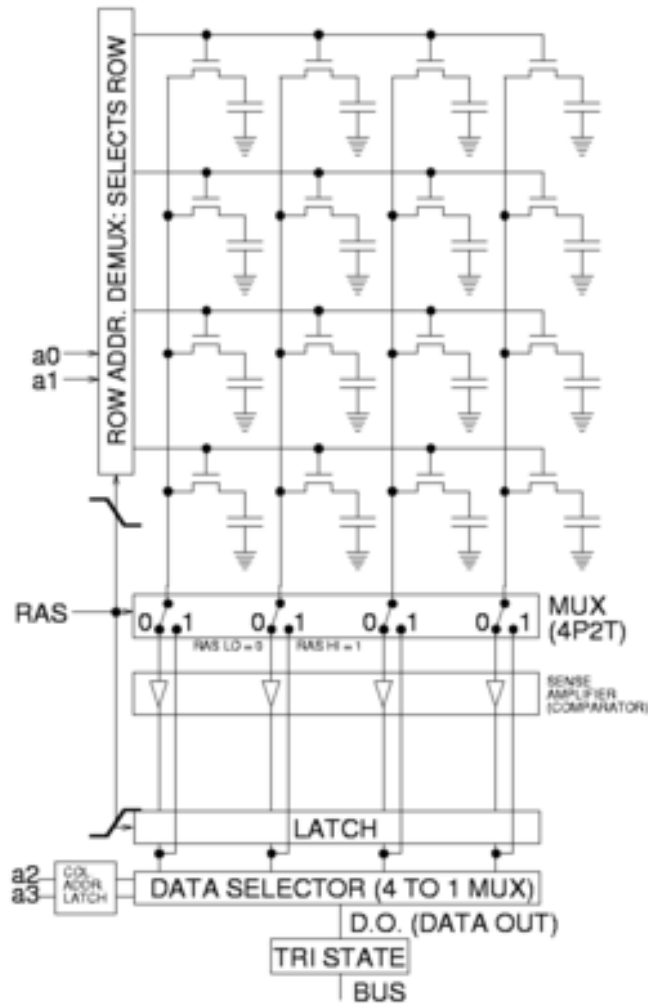 ROW ADDR. DEMUX: SELECTS ROW
a0
a1
RAS
0 1 0 1 0 1 0 1
MUX
(4P2T)
RAS LO = 0 RAS HI = 1
SENSE
AMPLIFIER
(COMPARATOR)
LATCH
a2
a3
COL.
ADDR.
LATCH
DATA SELECTOR (4 TO 1 MUX)
D.O. (DATA OUT)
TRI STATE
BUS